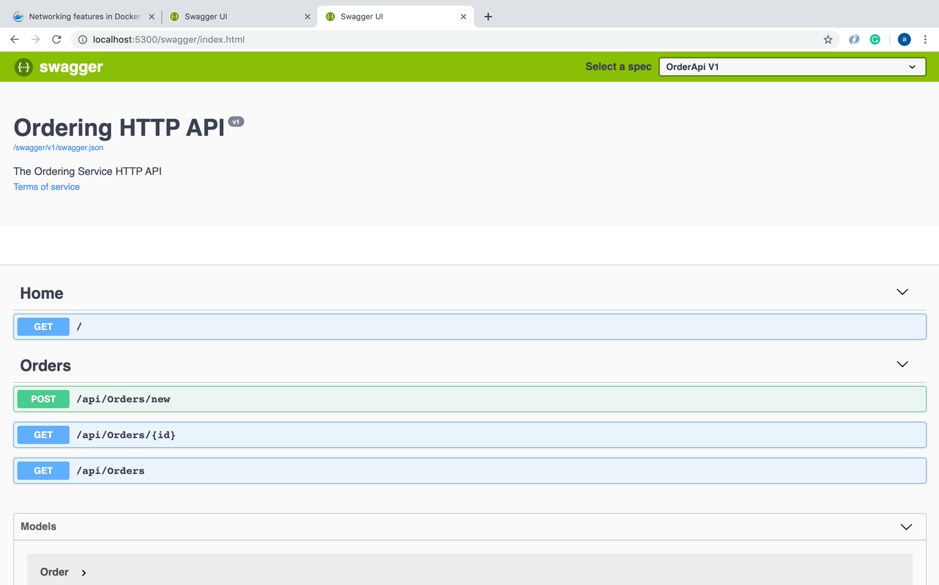 Networking features in Docker
Swagger UI
Swagger UI
localhost:5300/swagger/index.html
a
swagger
Select a spec
OrderApi V1
Ordering HTTP API v1
/swagger/v1/swagger.json
The Ordering Service HTTP API
Terms of service
Home
GET /
Orders
POST /api/Orders/new
GET /api/Orders/{id}
GET /api/Orders
Models
Order